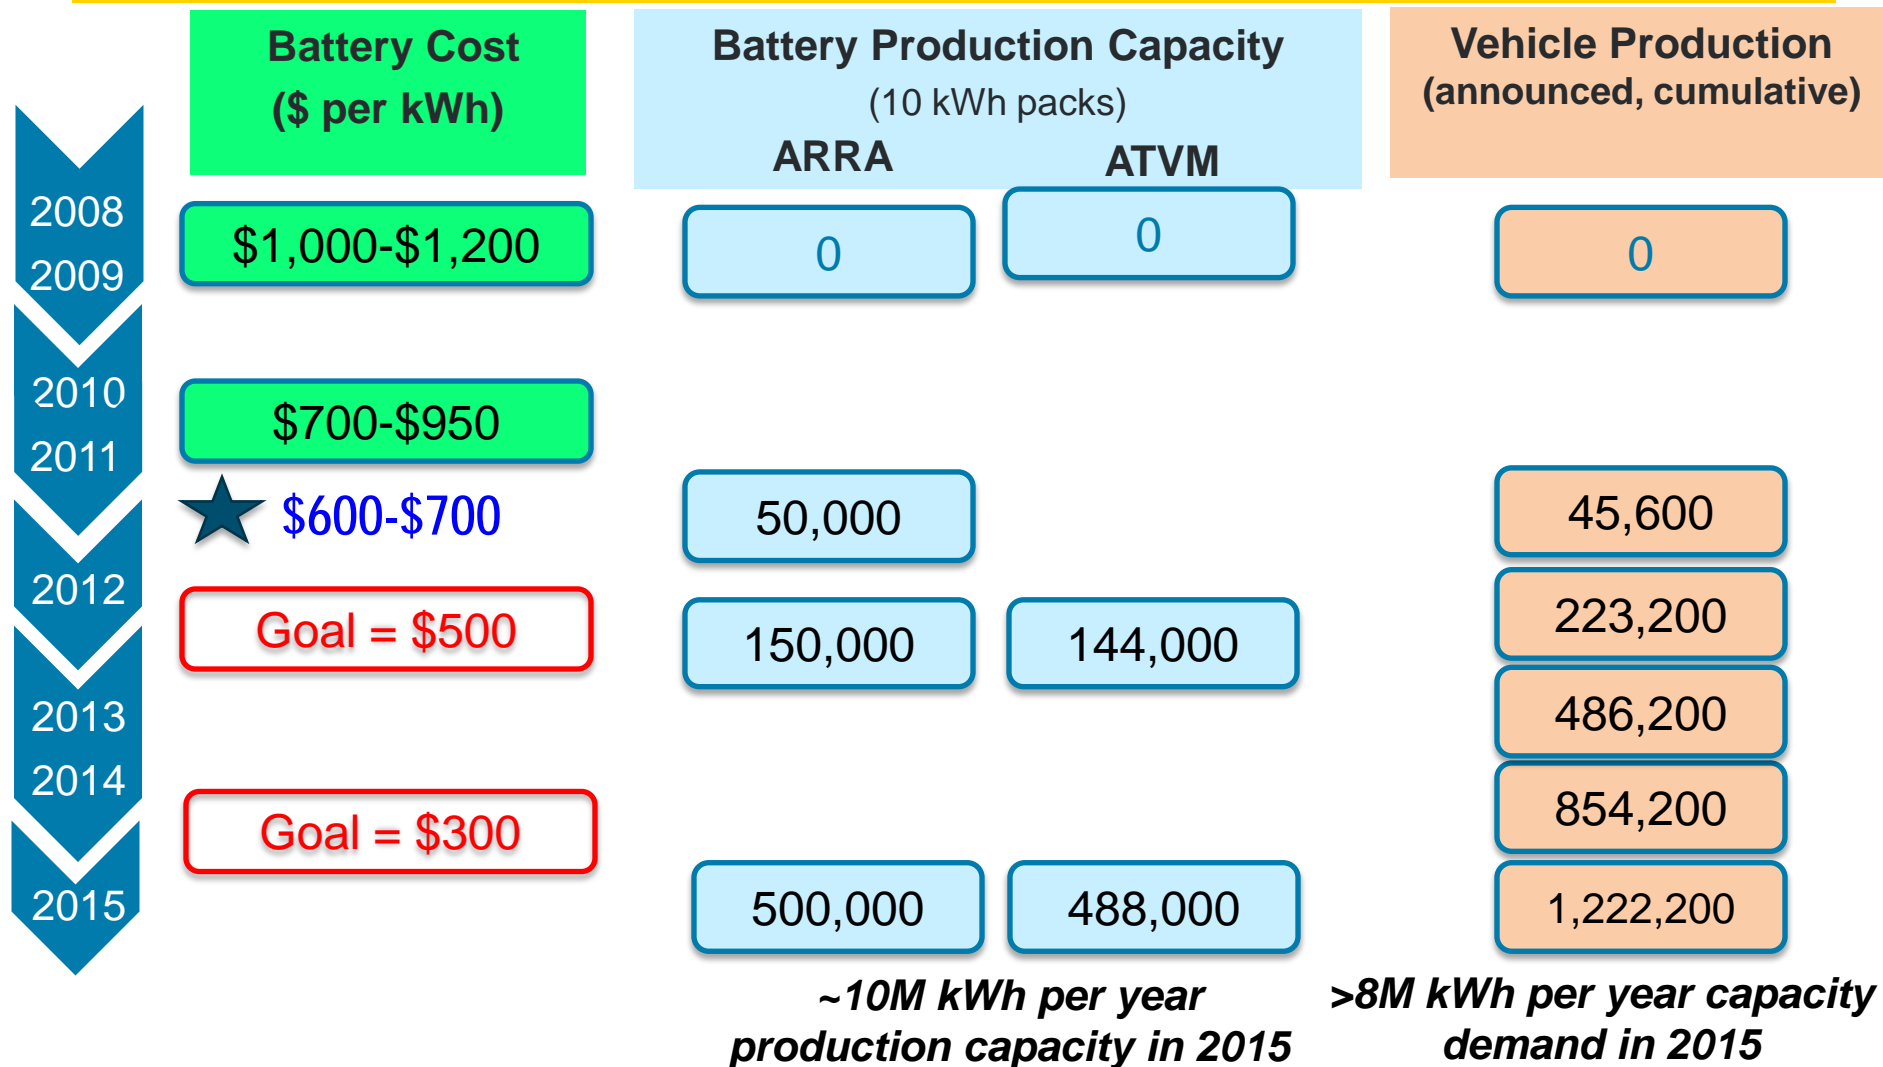 Battery Cost
($ per kWh)
Battery Production Capacity
(10 kWh packs)
ARRA
ATVM
Vehicle Production
(announced, cumulative)
2008
2009
$1,000-$1,200
0
0
0
2010
2011
$700-$950
$600-$700
50,000
45,600
2012
Goal = $500
150,000
144,000
223,200
2013
486,200
2014
Goal = $300
854,200
2015
500,000
488,000
1,222,200
~10M kWh per year
production capacity in 2015
>8M kWh per year capacity
demand in 2015